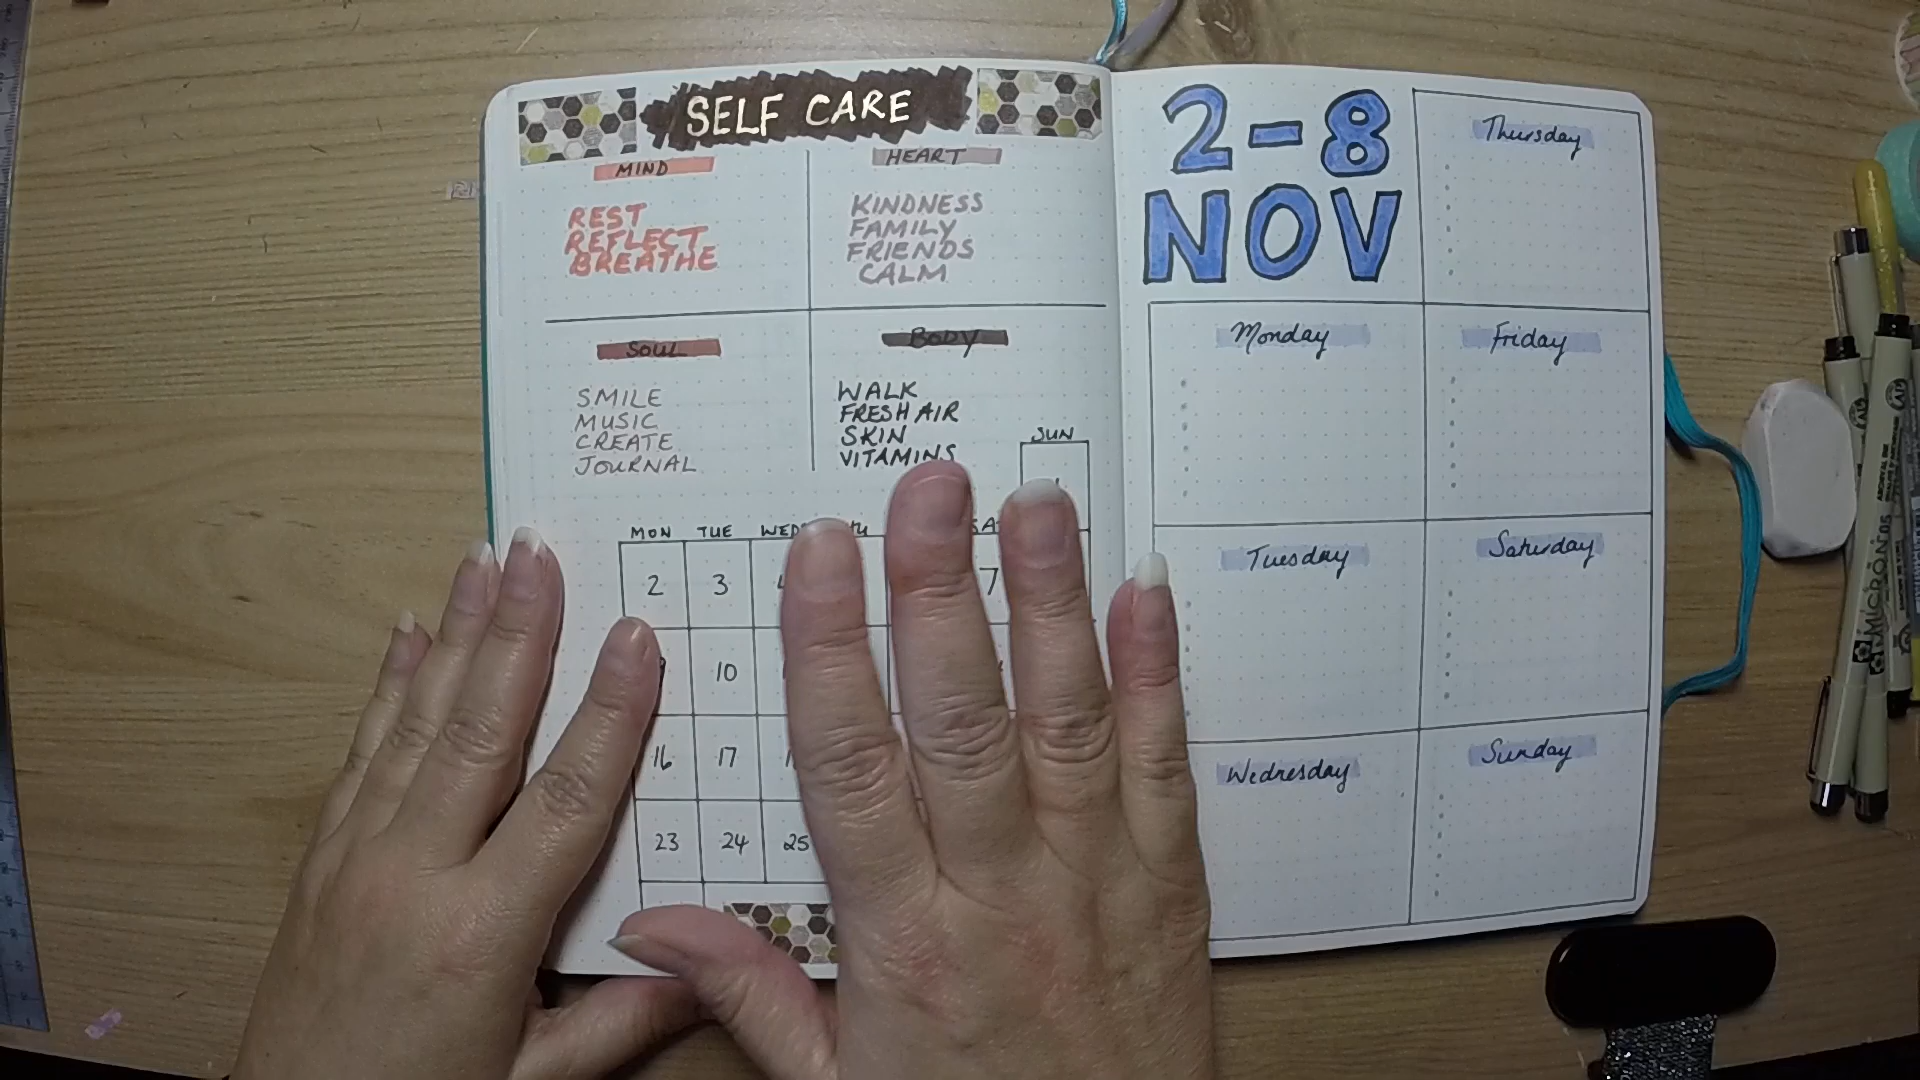 SELF CARE
MIND
REST
REFLECT
BREATHE
HEART
KINDNESS
FAMILY
FRIENDS
CALM
SOUL
SMILE
MUSIC
CREATE
JOURNAL
BODY
WALK
FRESH AIR
SKIN
VITAMINS
SUN
MON TUE WED
2 3 7
10
16 17
23 24 25
2-8
NOV
Monday
Tuesday
Wednesday
Thursday
Friday
Saturday
Sunday
MICRON 05